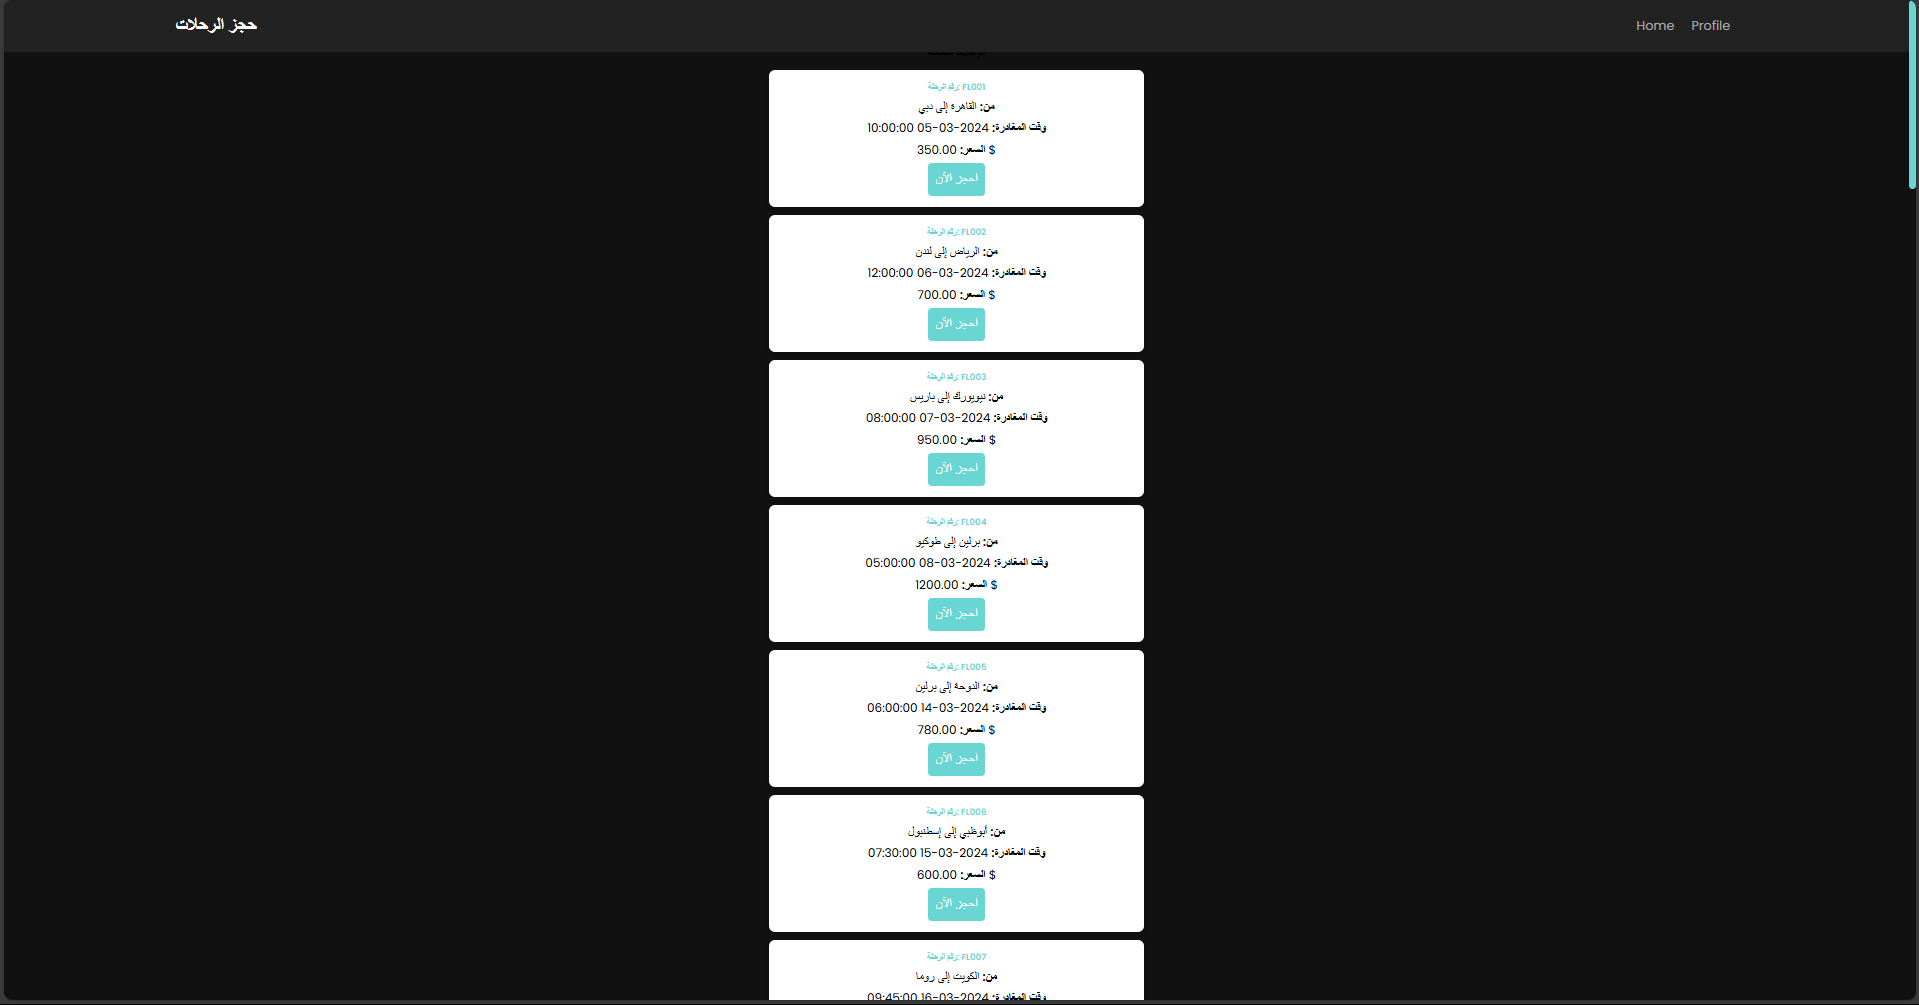 حجز الرحلات
Home Profile
رقم الرحلة: FL001
من: القاهرة إلى دبي
وقت المغادرة: 2024-03-05 10:00:00
السعر: 350.00 $
احجز الآن
رقم الرحلة: FL002
من: الرياض إلى لندن
وقت المغادرة: 2024-03-06 12:00:00
السعر: 700.00 $
احجز الآن
رقم الرحلة: FL003
من: نيويورك إلى باريس
وقت المغادرة: 2024-03-07 08:00:00
السعر: 950.00 $
احجز الآن
رقم الرحلة: FL004
من: برلين إلى طوكيو
وقت المغادرة: 2024-03-08 05:00:00
السعر: 1200.00 $
احجز الآن
رقم الرحلة: FL005
من: الدوحة إلى برلين
وقت المغادرة: 2024-03-14 06:00:00
السعر: 780.00 $
احجز الآن
رقم الرحلة: FL006
من: أبوظبي إلى إسطنبول
وقت المغادرة: 2024-03-15 07:30:00
السعر: 600.00 $
احجز الآن
رقم الرحلة: FL007
من: الكويت إلى روما
وقت المغادرة: 2024-03-16 09:45:00